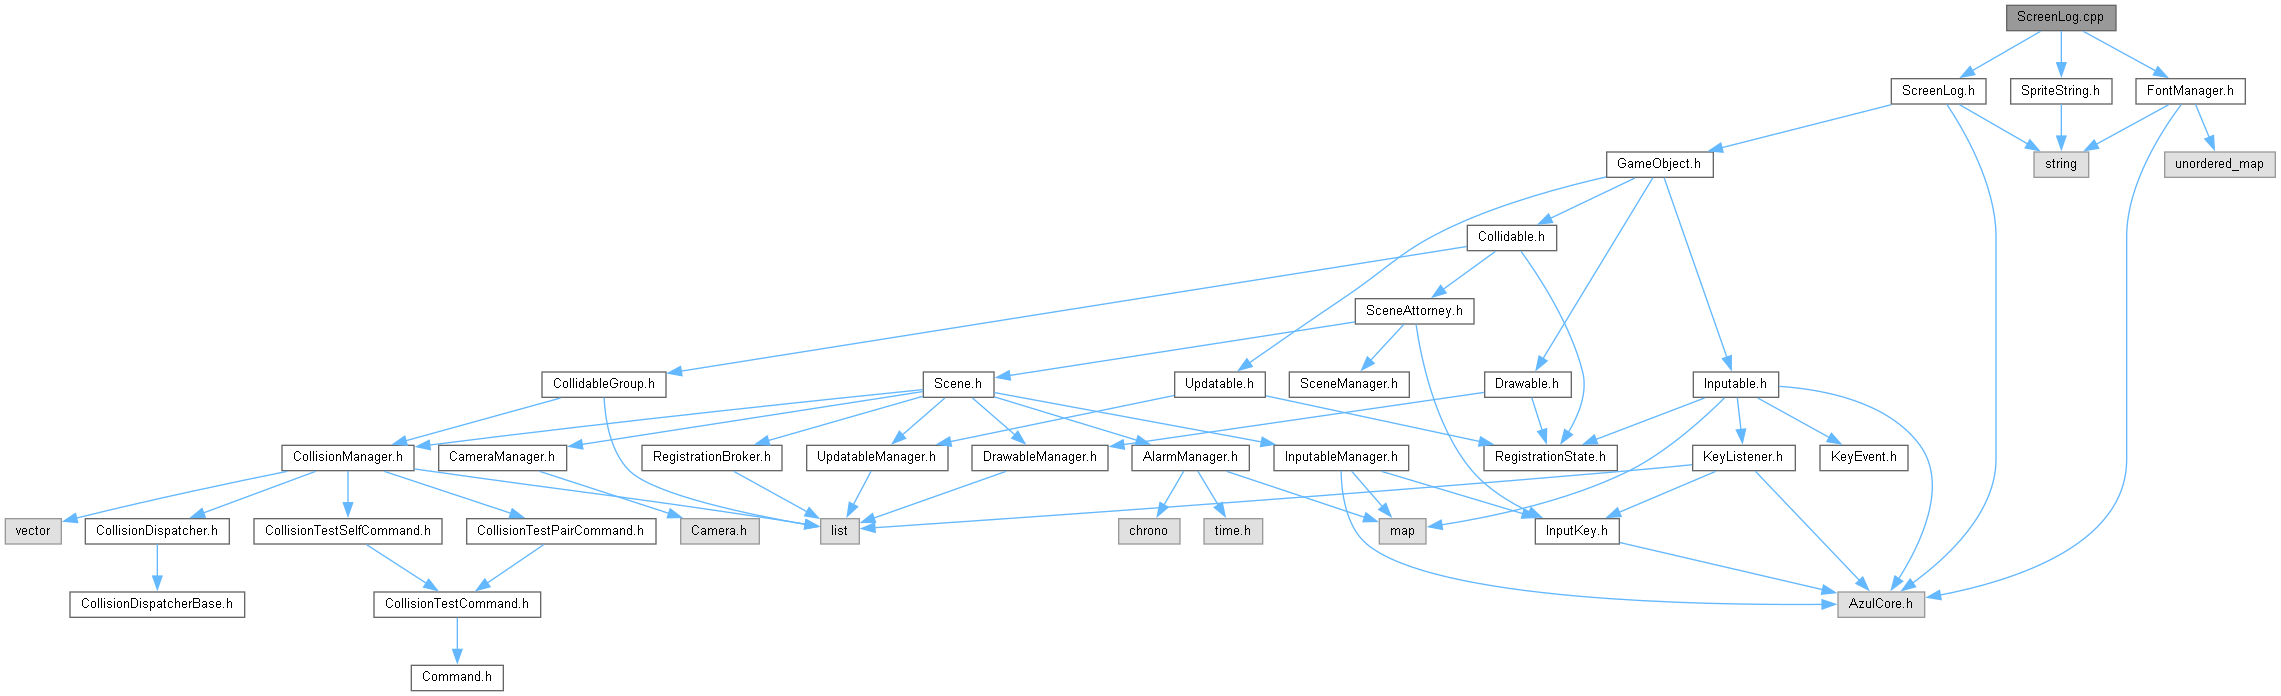 ScreenLog.cpp
ScreenLog.h
SpriteString.h
FontManager.h
GameObject.h
string
unordered_map
Collidable.h
SceneAttorney.h
CollidableGroup.h
Scene.h
Updatable.h
SceneManager.h
Drawable.h
Inputable.h
CollisionManager.h
CameraManager.h
RegistrationBroker.h
UpdatableManager.h
DrawableManager.h
AlarmManager.h
InputableManager.h
RegistrationState.h
KeyListener.h
KeyEvent.h
vector
CollisionDispatcher.h
CollisionTestSelfCommand.h
CollisionTestPairCommand.h
Camera.h
list
chrono
time.h
map
InputKey.h
CollisionDispatcherBase.h
CollisionTestCommand.h
AzulCore.h
Command.h